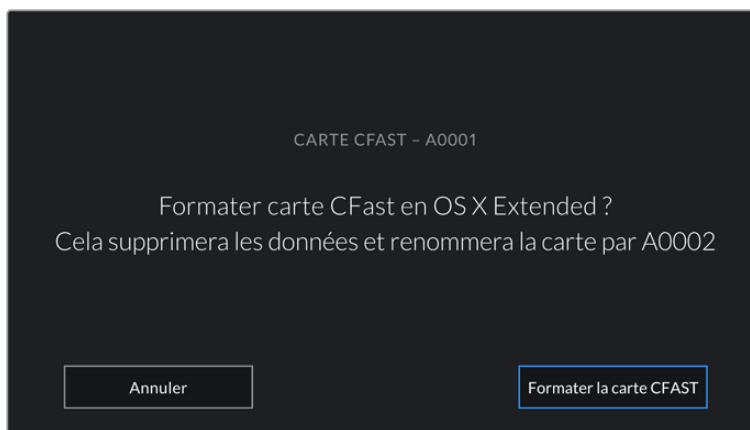 CARTE CFAST – A0001
Formater carte CFast en OS X Extended ?
Cela supprimera les données et renommera la carte par A0002
Annuler
Formater la carte CFAST